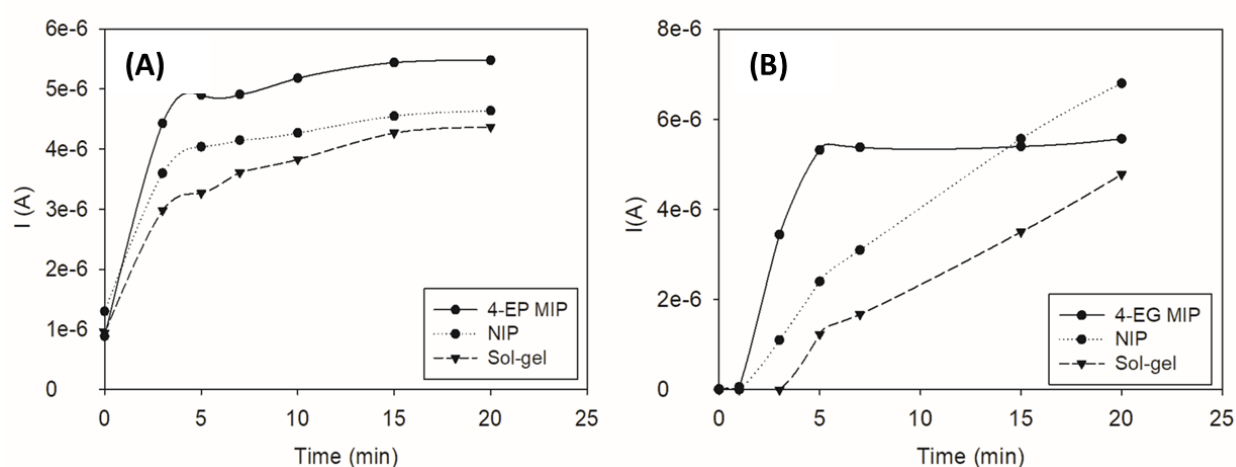 (A)
6e-6
5e-6
4e-6
3e-6
2e-6
1e-6
0
I (A)
0 5 10 15 20 25
Time (min)
4-EP MIP
NIP
Sol-gel
(B)
8e-6
6e-6
4e-6
2e-6
0
I(A)
0 5 10 15 20 25
Time (min)
4-EG MIP
NIP
Sol-gel